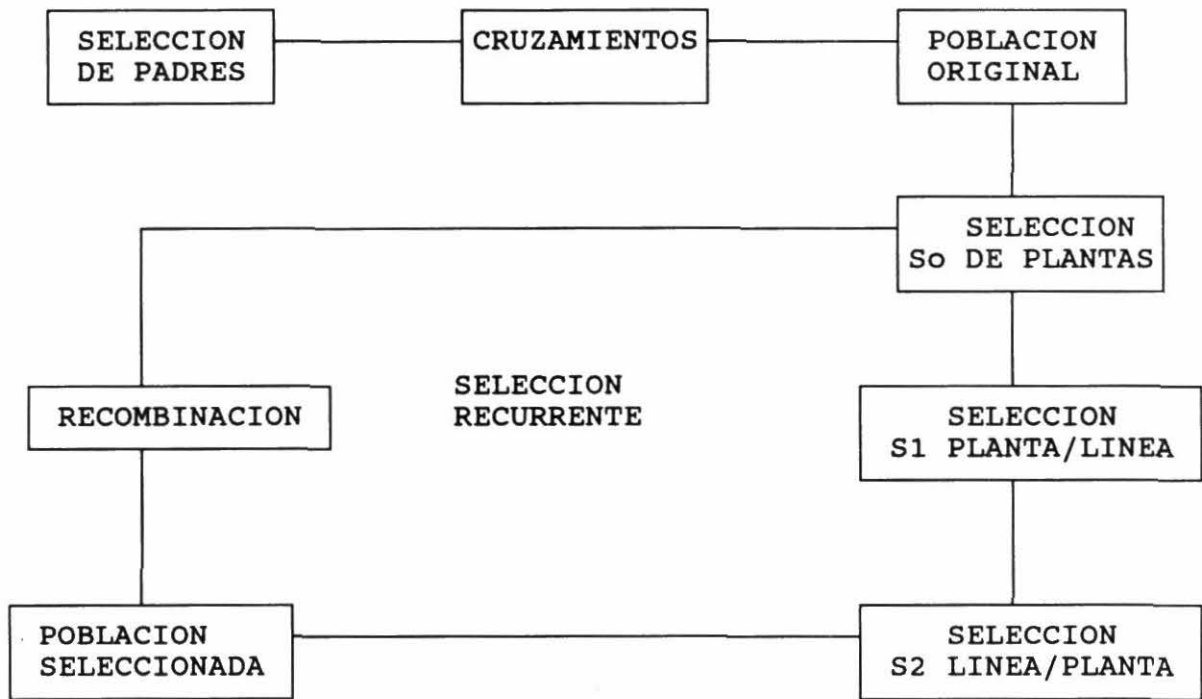 SELECCION
DE PADRES
CRUZAMIENTOS
POBLACION
ORIGINAL
SELECCION
So DE PLANTAS
RECOMBINACION
SELECCION
RECURRENTE
SELECCION
S1 PLANTA/LINEA
POBLACION
SELECCIONADA
SELECCION
S2 LINEA/PLANTA